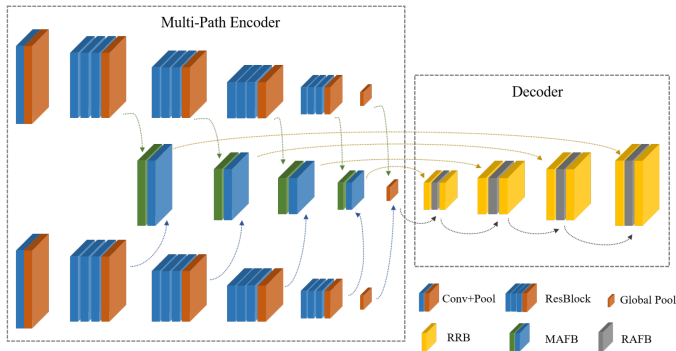 Multi-Path Encoder
Decoder
Conv+Pool
ResBlock
Global Pool
RRB
MAFB
RAFB